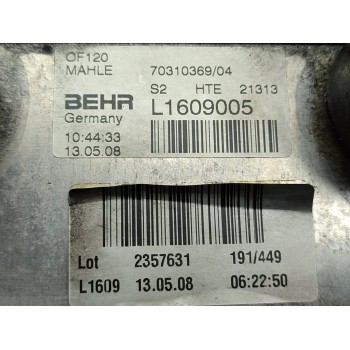 OF120
MAHLE 70310369/04
S2 HTE 21313
BEHR L1609005
Germany
10:44:33
13.05.08
Lot 2357631 191/449
L1609 13.05.08 06:22:50